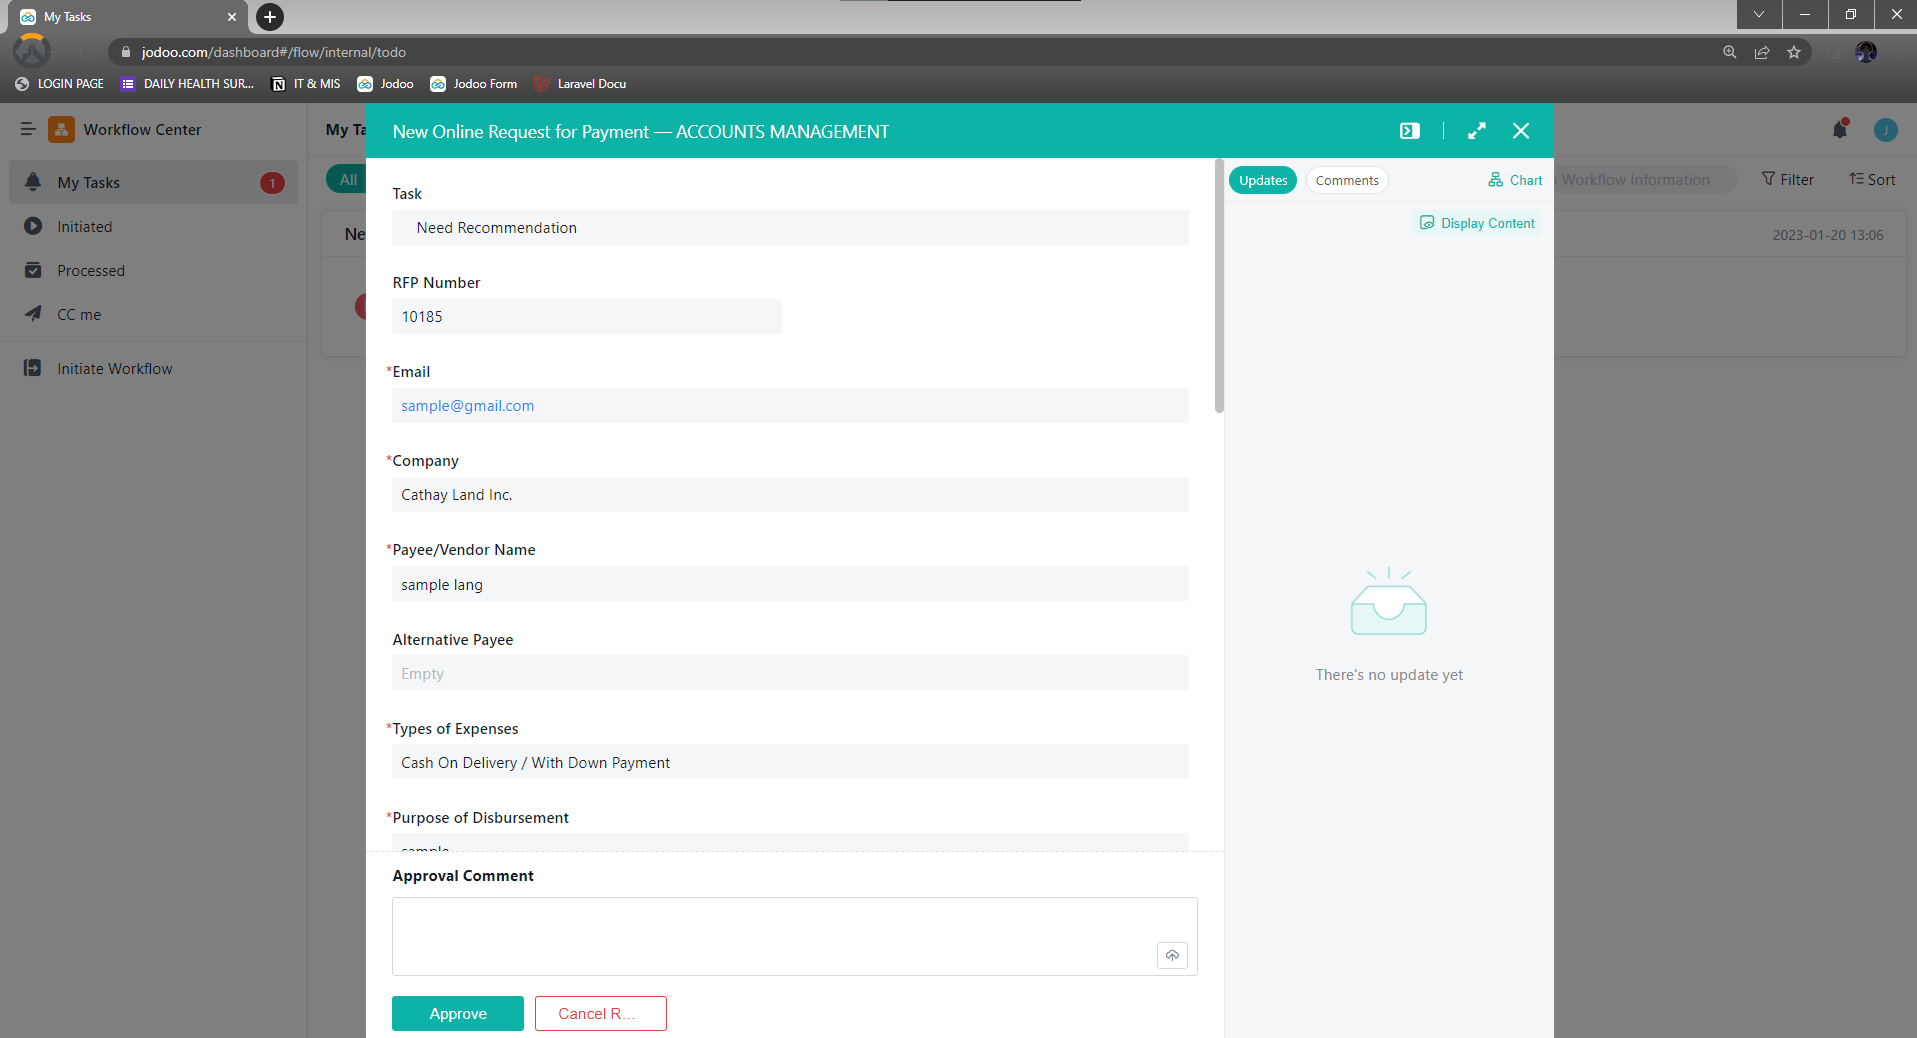 My Tasks
jodoo.com/dashboard#/flow/internal/todo
LOGIN PAGE
DAILY HEALTH SUR...
IT & MIS
Jodoo
Jodoo Form
Laravel Docu
Workflow Center
My Ta
New Online Request for Payment — ACCOUNTS MANAGEMENT
J
My Tasks
1
All
Updates
Comments
Chart
Workflow Information
Filter
Sort
Task
Need Recommendation
Display Content
Initiated
Ne
2023-01-20 13:06
Processed
RFP Number
10185
CC me
Initiate Workflow
*Email
sample@gmail.com
*Company
Cathay Land Inc.
*Payee/Vendor Name
sample lang
Alternative Payee
Empty
There's no update yet
*Types of Expenses
Cash On Delivery / With Down Payment
*Purpose of Disbursement
sample
Approval Comment
Approve
Cancel R...